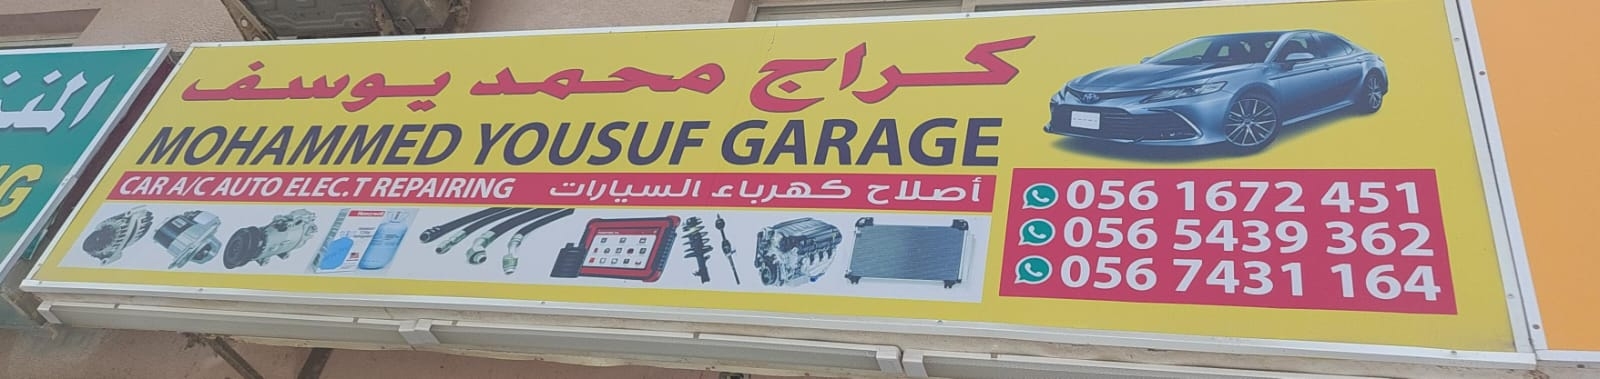 كراج محمد يوسف
MOHAMMED YOUSUF GARAGE
CAR A/C AUTO ELEC.T REPAIRING أصلاح كهرباء السيارات
056 1672 451
056 5439 362
056 7431 164
Honeywell